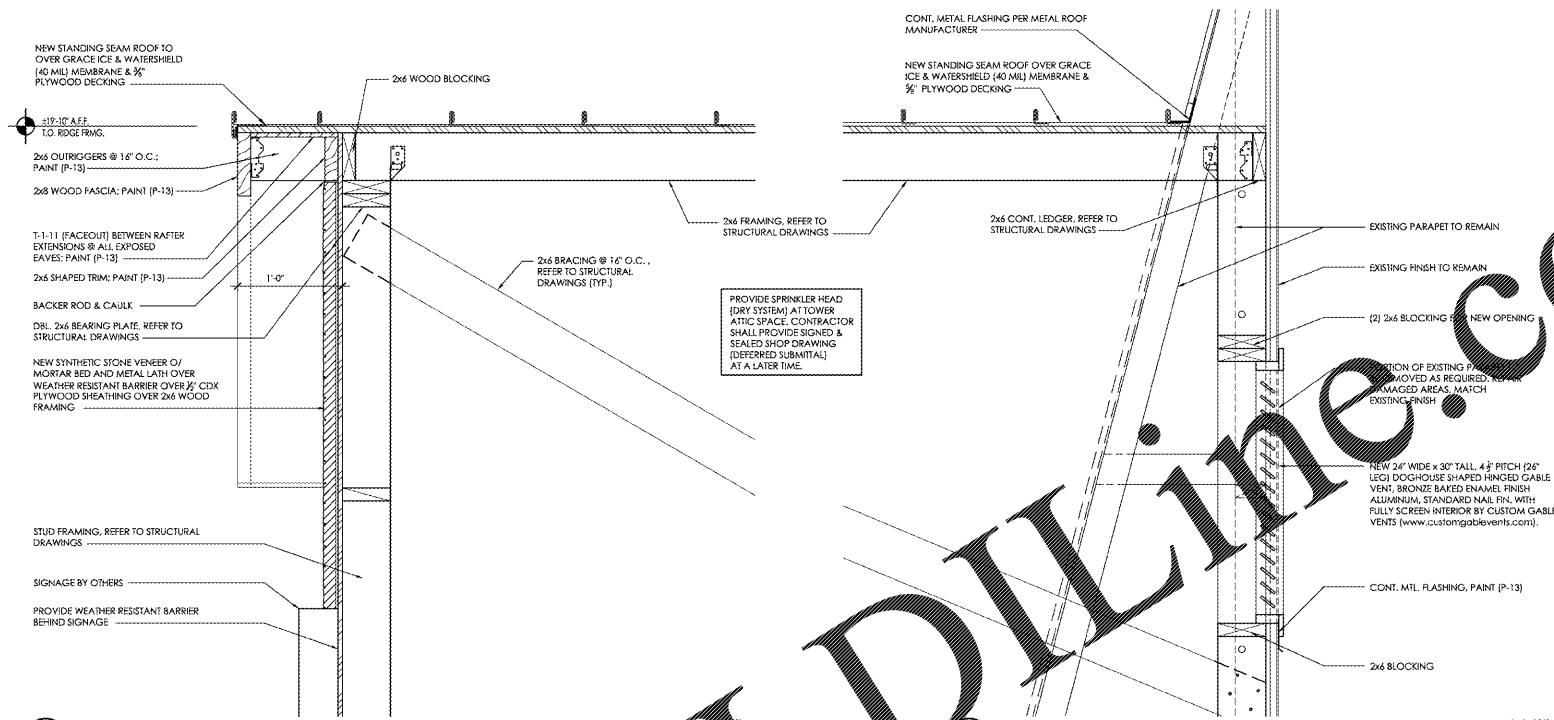 NEW STANDING SEAM ROOF TO
OVER GRACE ICE & WATERSHIELD
(40 MIL) MEMBRANE & ⅝"
PLYWOOD DECKING
±19'-10" A.F.F.
T.O. RIDGE FRMG.
2x6 OUTRIGGERS @ 16" O.C.;
PAINT (P-13)
2x8 WOOD FASCIA; PAINT (P-13)
T-1-11 (FACEOUT) BETWEEN RAFTER
EXTENSIONS @ ALL EXPOSED
EAVES; PAINT (P-13)
2x6 SHAPED TRIM; PAINT (P-13)
BACKER ROD & CAULK
DBL. 2x6 BEARING PLATE, REFER TO
STRUCTURAL DRAWINGS
NEW SYNTHETIC STONE VENEER O/
MORTAR BED AND METAL LATH OVER
WEATHER RESISTANT BARRIER OVER ½" CDX
PLYWOOD SHEATHING OVER 2x6 WOOD
FRAMING
STUD FRAMING, REFER TO STRUCTURAL
DRAWINGS
SIGNAGE BY OTHERS
PROVIDE WEATHER RESISTANT BARRIER
BEHIND SIGNAGE
1'-0"
2x6 WOOD BLOCKING
2x6 BRACING @ 16" O.C. ,
REFER TO STRUCTURAL
DRAWINGS (TYP.)
2x6 FRAMING, REFER TO
STRUCTURAL DRAWINGS
PROVIDE SPRINKLER HEAD
(DRY SYSTEM) AT TOWER
ATTIC SPACE. CONTRACTOR
SHALL PROVIDE SIGNED &
SEALED SHOP DRAWING
(DEFERRED SUBMITTAL)
AT A LATER TIME.
CONT. METAL FLASHING PER METAL ROOF
MANUFACTURER
NEW STANDING SEAM ROOF OVER GRACE
ICE & WATERSHIELD (40 MIL) MEMBRANE &
⅝" PLYWOOD DECKING
2x6 CONT. LEDGER, REFER TO
STRUCTURAL DRAWINGS
EXISTING PARAPET TO REMAIN
EXISTING FINISH TO REMAIN
(2) 2x6 BLOCKING NEW OPENING
PORTION OF EXISTING
REMOVED AS REQUIRED.
DAMAGED AREAS. MATCH
EXISTING FINISH
NEW 24" WIDE x 30" TALL, PITCH (26"
LEG) DOGHOUSE SHAPED HINGED GABLE
VENT, BRONZE BAKED ENAMEL FINISH
ALUMINUM, STANDARD NAIL FIN. WITH
FULLY SCREEN INTERIOR BY CUSTOM GABLE
VENTS (www.customgablevents.com).
CONT. MTL. FLASHING, PAINT (P-13)
2x6 BLOCKING
DILine.co